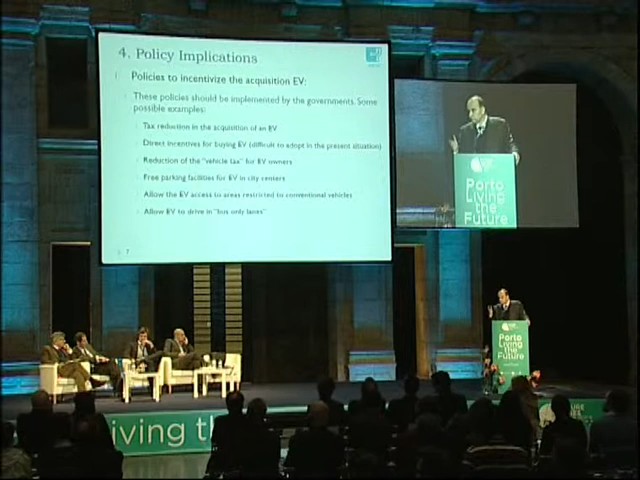 4. Policy Implications
Policies to incentivize the acquisition EV:
These policies should be implemented by the governments. Some
possible examples:
Tax reduction in the acquisition of an EV
Direct incentives for buying EV (difficult to adopt in the present situation)
Reduction of the "vehicle tax" for EV owners
Free parking facilities for EV in city centers
Allow the EV access to areas restricted to conventional vehicles
Allow EV to drive in "bus only lanes"
7
Porto
Living
the
Future
Porto
Living
the
Future
iving t